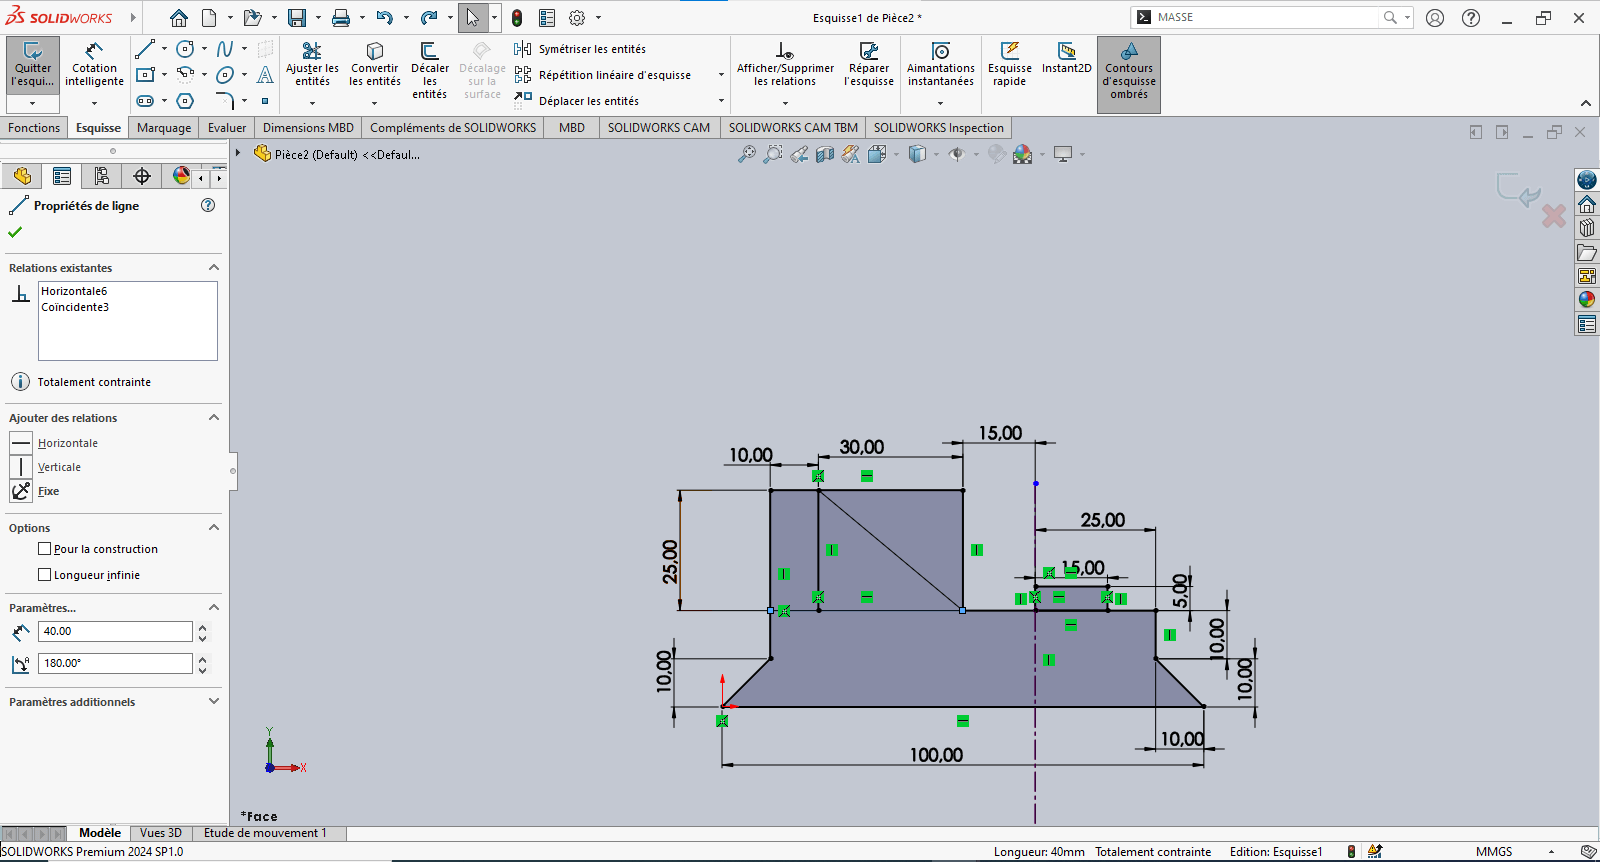 SOLIDWORKS
Esquisse1 de Pièce2 *
MASSE
Quitter l'esqui...
Cotation intelligente
Ajuster les entités
Convertir les entités
Décaler les entités
Décalage sur la surface
Symétriser les entités
Répétition linéaire d'esquisse
Déplacer les entités
Afficher/Supprimer les relations
Réparer l'esquisse
Aimantations instantanées
Esquisse rapide
Instant2D
Contours d'esquisse ombrés
Fonctions
Esquisse
Marquage
Evaluer
Dimensions MBD
Compléments de SOLIDWORKS
MBD
SOLIDWORKS CAM
SOLIDWORKS CAM TBM
SOLIDWORKS Inspection
Pièce2 (Default) <<Defaul...
Propriétés de ligne
Relations existantes
Horizontale6
Coïncidente3
Totalement contrainte
Ajouter des relations
Horizontale
Verticale
Fixe
Options
Pour la construction
Longueur infinie
Paramètres...
40.00
180.00°
Paramètres additionnels
15,00
30,00
10,00
25,00
25,00
15,00
5,00
10,00
10,00
10,00
10,00
100,00
Y
X
*Face
Modèle
Vues 3D
Etude de mouvement 1
SOLIDWORKS Premium 2024 SP1.0
Longueur: 40mm
Totalement contrainte
Edition: Esquisse1
MMGS